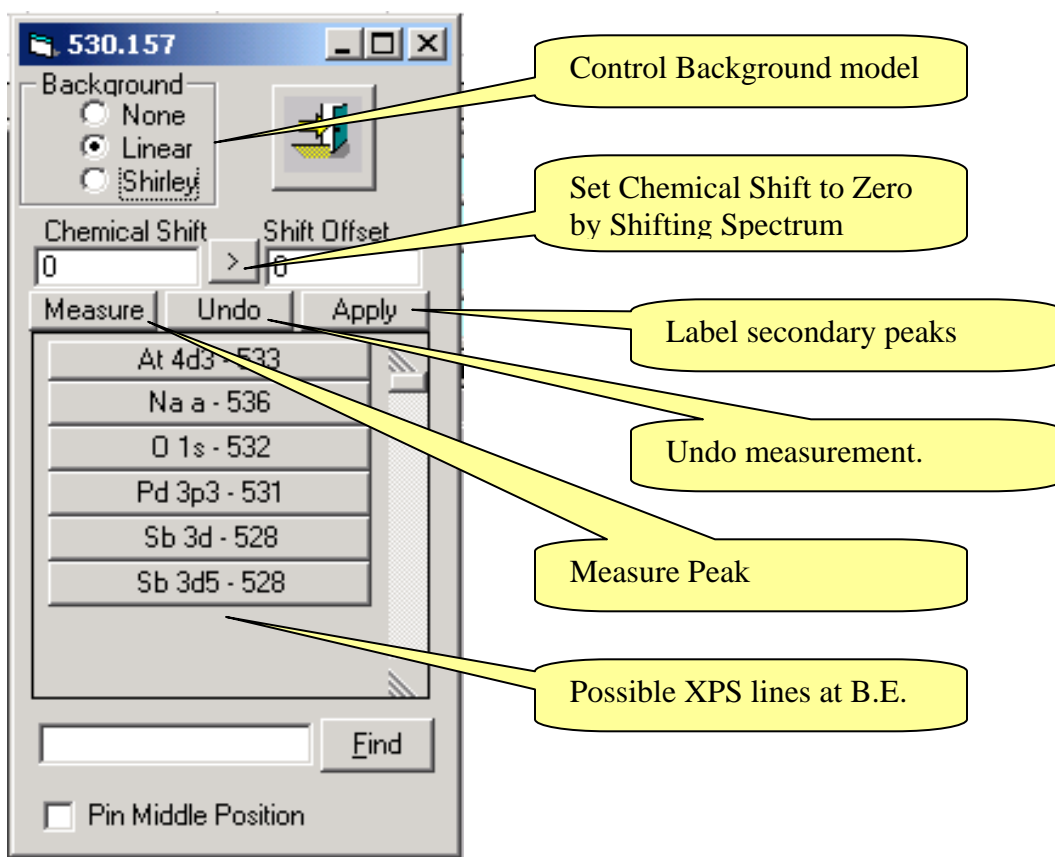 530.157
Background
None
Linear
Shirley
Chemical Shift
Shift Offset
0
>
0
Measure
Undo
Apply
At 4d3 - 533
Na a - 536
O 1s - 532
Pd 3p3 - 531
Sb 3d - 528
Sb 3d5 - 528
Find
Pin Middle Position
Control Background model
Set Chemical Shift to Zero
by Shifting Spectrum
Label secondary peaks
Undo measurement.
Measure Peak
Possible XPS lines at B.E.